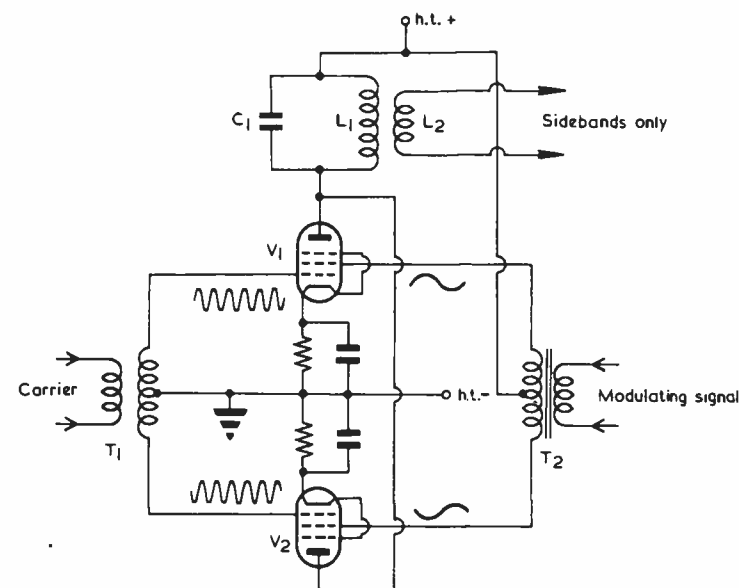 h.t. +
C1
L1
L2
Sidebands only
V1
Carrier
h.t.-
Modulating signal
T1
T2
V2